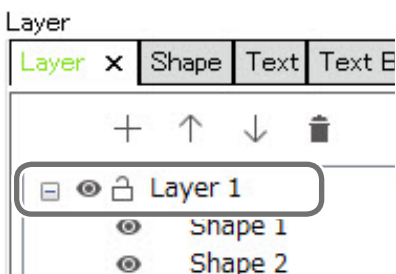 Layer
Layer Shape Text Text B
Layer 1
Shape 1
Shape 2